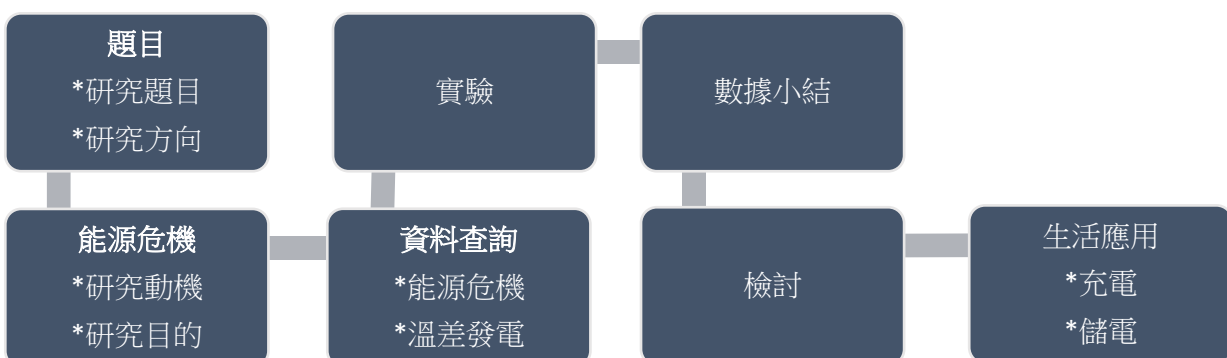 題目
*研究題目
*研究方向
能源危機
*研究動機
*研究目的
資料查詢
*能源危機
*溫差發電
實驗
數據小結
檢討
生活應用
*充電
*儲電